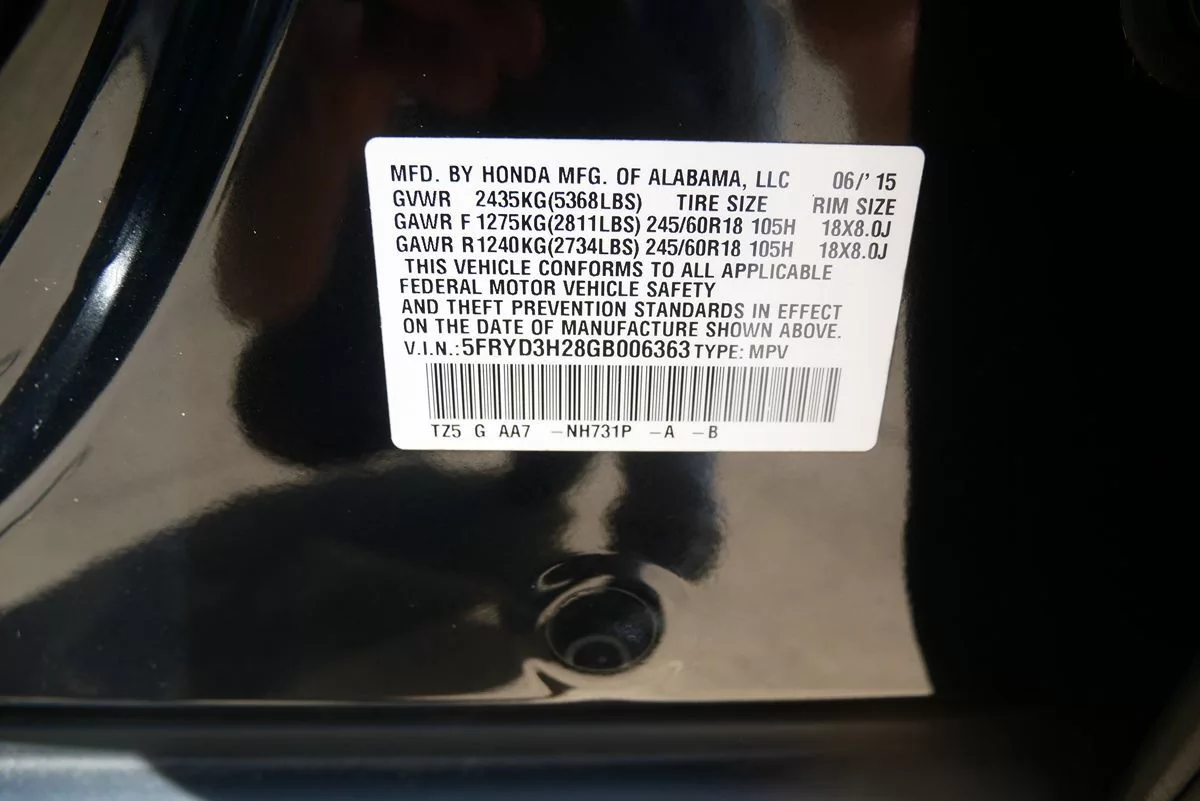 MFD. BY HONDA MFG. OF ALABAMA, LLC 06/' 15
GVWR 2435KG(5368LBS) TIRE SIZE RIM SIZE
GAWR F 1275KG(2811LBS) 245/60R18 105H 18X8.0J
GAWR R1240KG(2734LBS) 245/60R18 105H 18X8.0J
THIS VEHICLE CONFORMS TO ALL APPLICABLE
FEDERAL MOTOR VEHICLE SAFETY
AND THEFT PREVENTION STANDARDS IN EFFECT
ON THE DATE OF MANUFACTURE SHOWN ABOVE.
V.I.N.:5FRYD3H28GB006363 TYPE: MPV
TZ5 G AA7 -NH731P -A -B